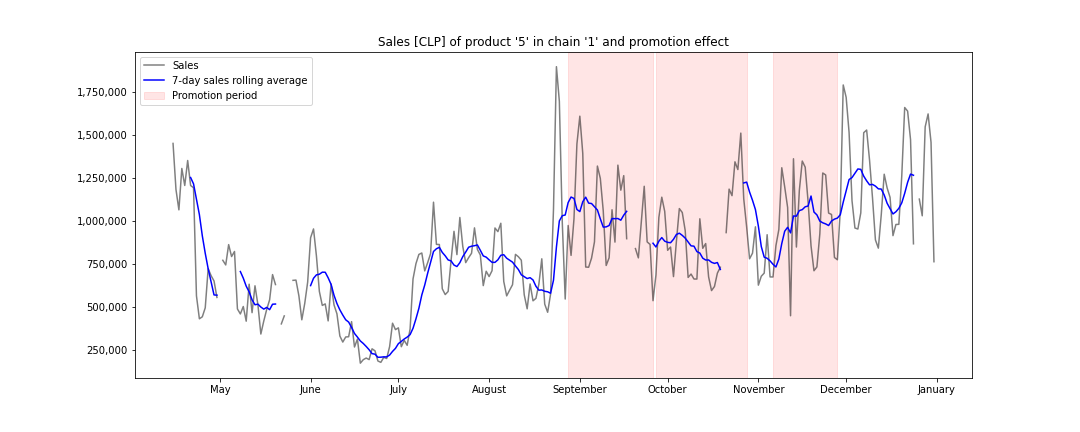 Sales [CLP] of product '5' in chain '1' and promotion effect
Sales
7-day sales rolling average
Promotion period
1,750,000
1,500,000
1,250,000
1,000,000
750,000
500,000
250,000
May June July August September October November December January